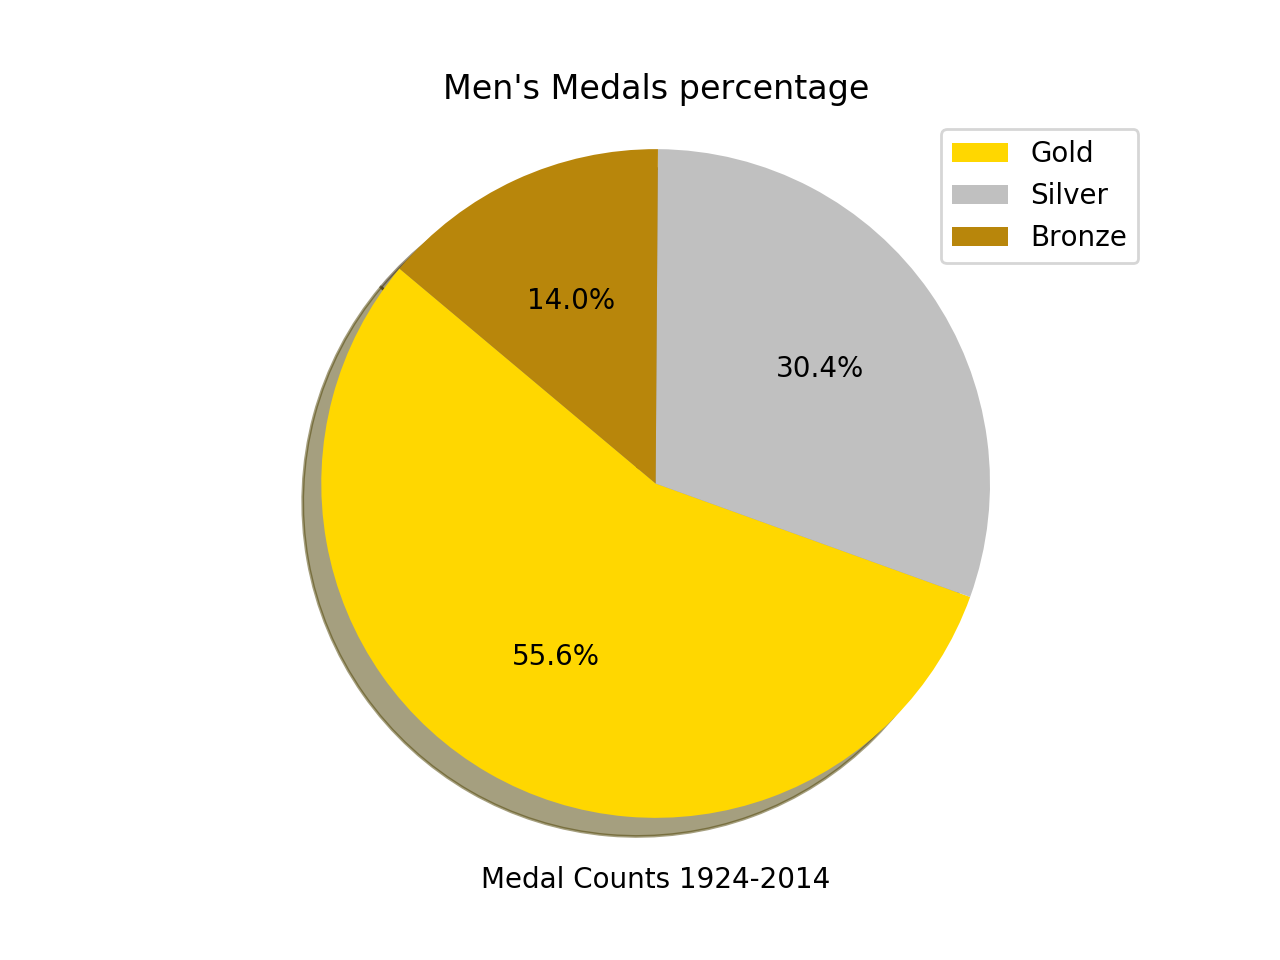 Men's Medals percentage
Gold
Silver
Bronze
14.0%
30.4%
55.6%
Medal Counts 1924-2014